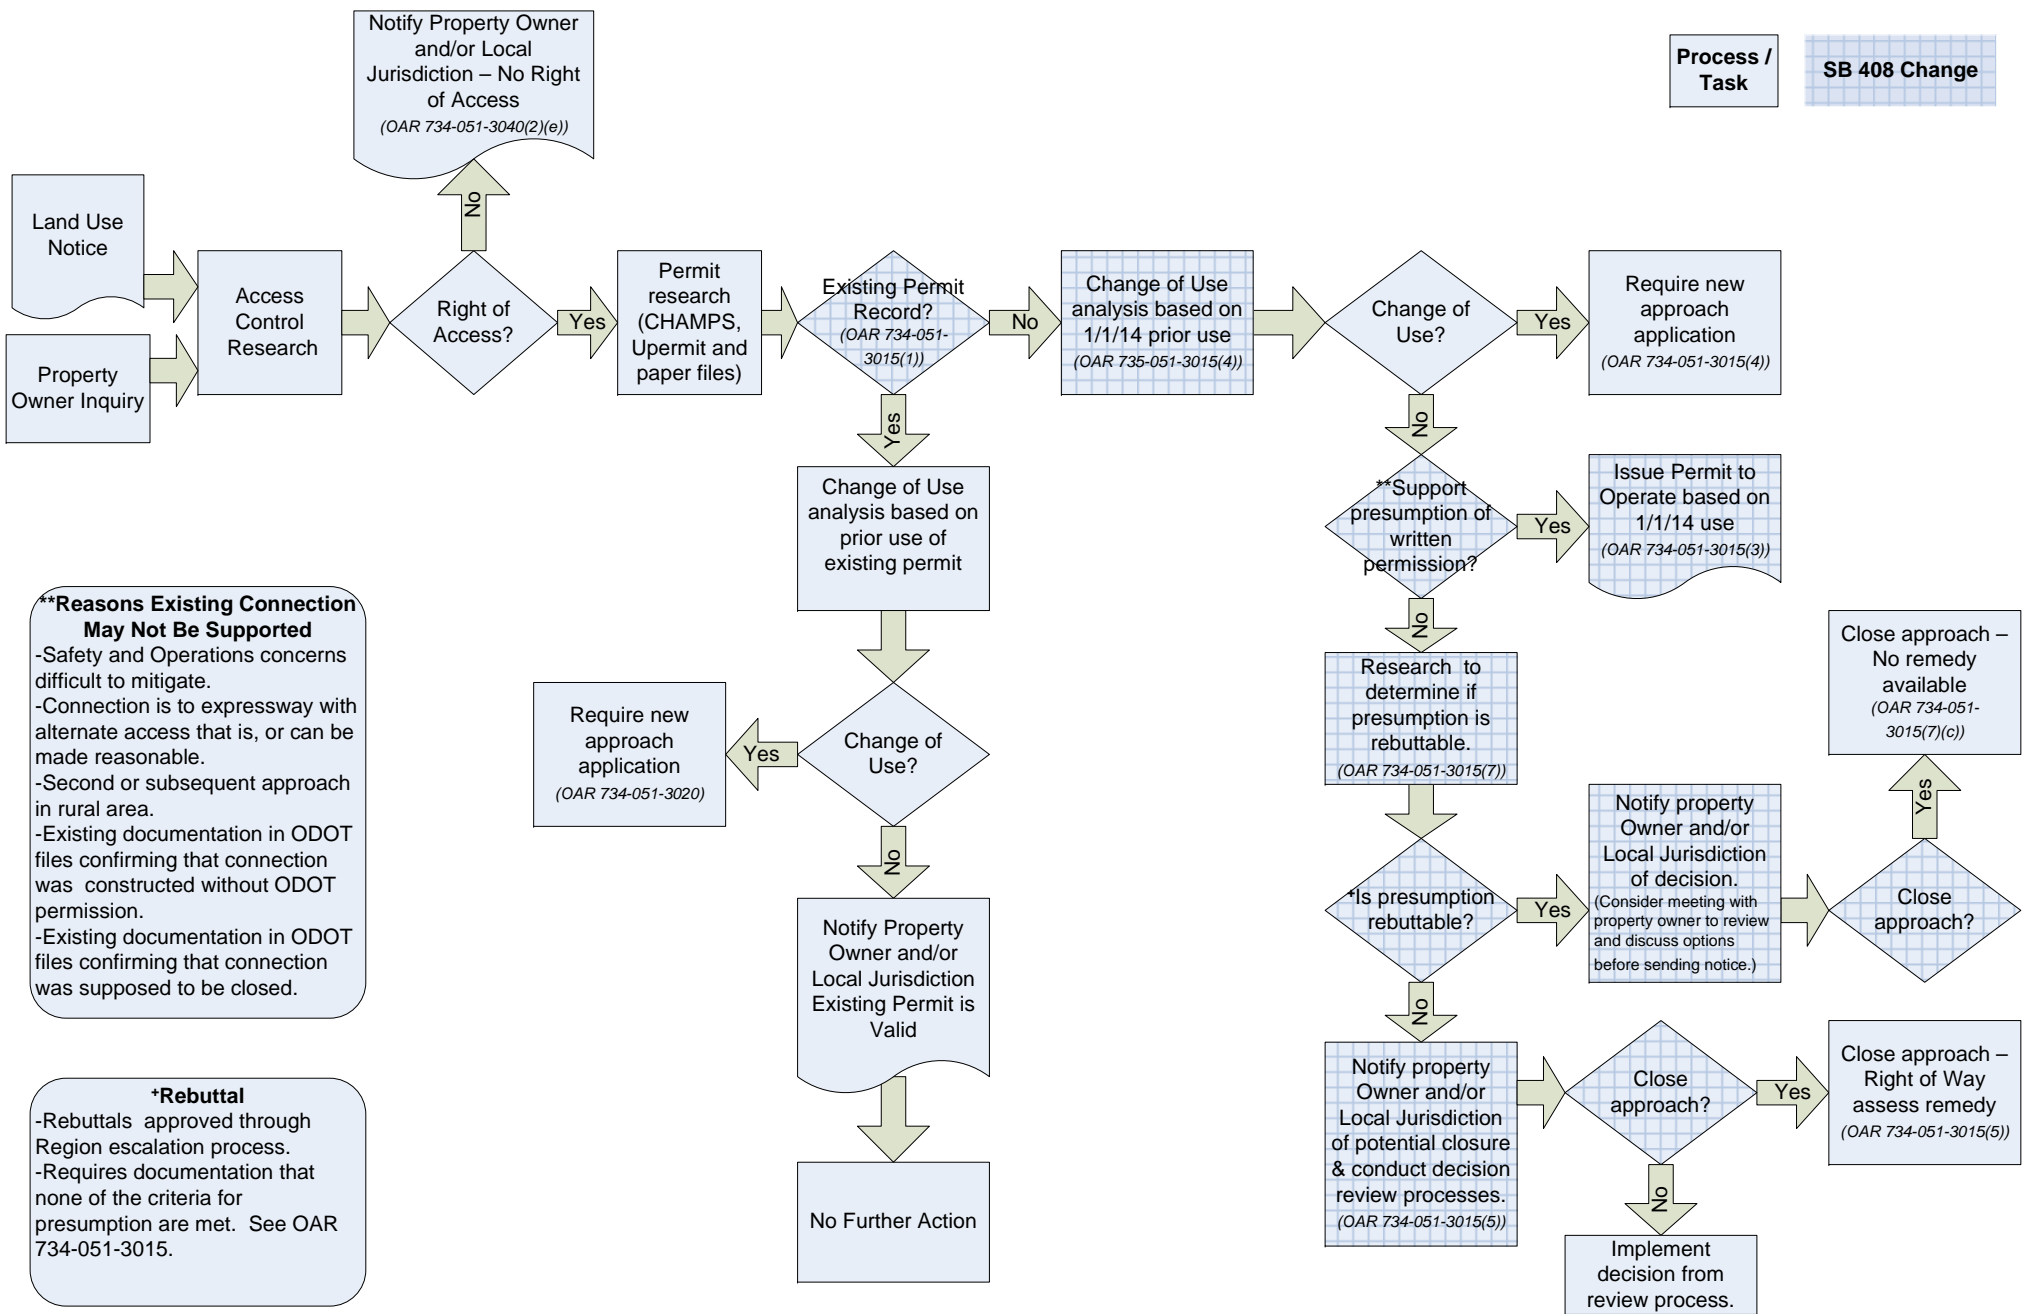 Notify Property Owner
and/or Local
Jurisdiction – No Right
of Access
(OAR 734-051-3040(2)(e))
Process /
Task
SB 408 Change
Land Use
Notice
Property
Owner Inquiry
Access
Control
Research
No
Right of
Access?
Yes
Permit
research
(CHAMPS,
Upermit and
paper files)
Existing Permit
Record?
(OAR 734-051-
3015(1))
No
Change of Use
analysis based on
1/1/14 prior use
(OAR 735-051-3015(4))
Change of
Use?
Yes
Require new
approach
application
(OAR 734-051-3015(4))
Yes
Change of Use
analysis based on
prior use of
existing permit
Change of
Use?
Yes
Require new
approach
application
(OAR 734-051-3020)
No
Notify Property
Owner and/or
Local Jurisdiction
Existing Permit is
Valid
No Further Action
No
**Support
presumption of
written
permission?
Yes
Issue Permit to
Operate based on
1/1/14 use
(OAR 734-051-3015(3))
No
Research to
determine if
presumption is
rebuttable.
(OAR 734-051-3015(7))
+Is presumption
rebuttable?
Yes
Notify property
Owner and/or
Local Jurisdiction
of decision.
(Consider meeting with
property owner to review
and discuss options
before sending notice.)
Close
approach?
Yes
Close approach –
No remedy
available
(OAR 734-051-
3015(7)(c))
No
Notify property
Owner and/or
Local Jurisdiction
of potential closure
& conduct decision
review processes.
(OAR 734-051-3015(5))
Close
approach?
Yes
Close approach –
Right of Way
assess remedy
(OAR 734-051-3015(5))
No
Implement
decision from
review process.
**Reasons Existing Connection
May Not Be Supported
-Safety and Operations concerns
difficult to mitigate.
-Connection is to expressway with
alternate access that is, or can be
made reasonable.
-Second or subsequent approach
in rural area.
-Existing documentation in ODOT
files confirming that connection
was constructed without ODOT
permission.
-Existing documentation in ODOT
files confirming that connection
was supposed to be closed.
+Rebuttal
-Rebuttals approved through
Region escalation process.
-Requires documentation that
none of the criteria for
presumption are met. See OAR
734-051-3015.